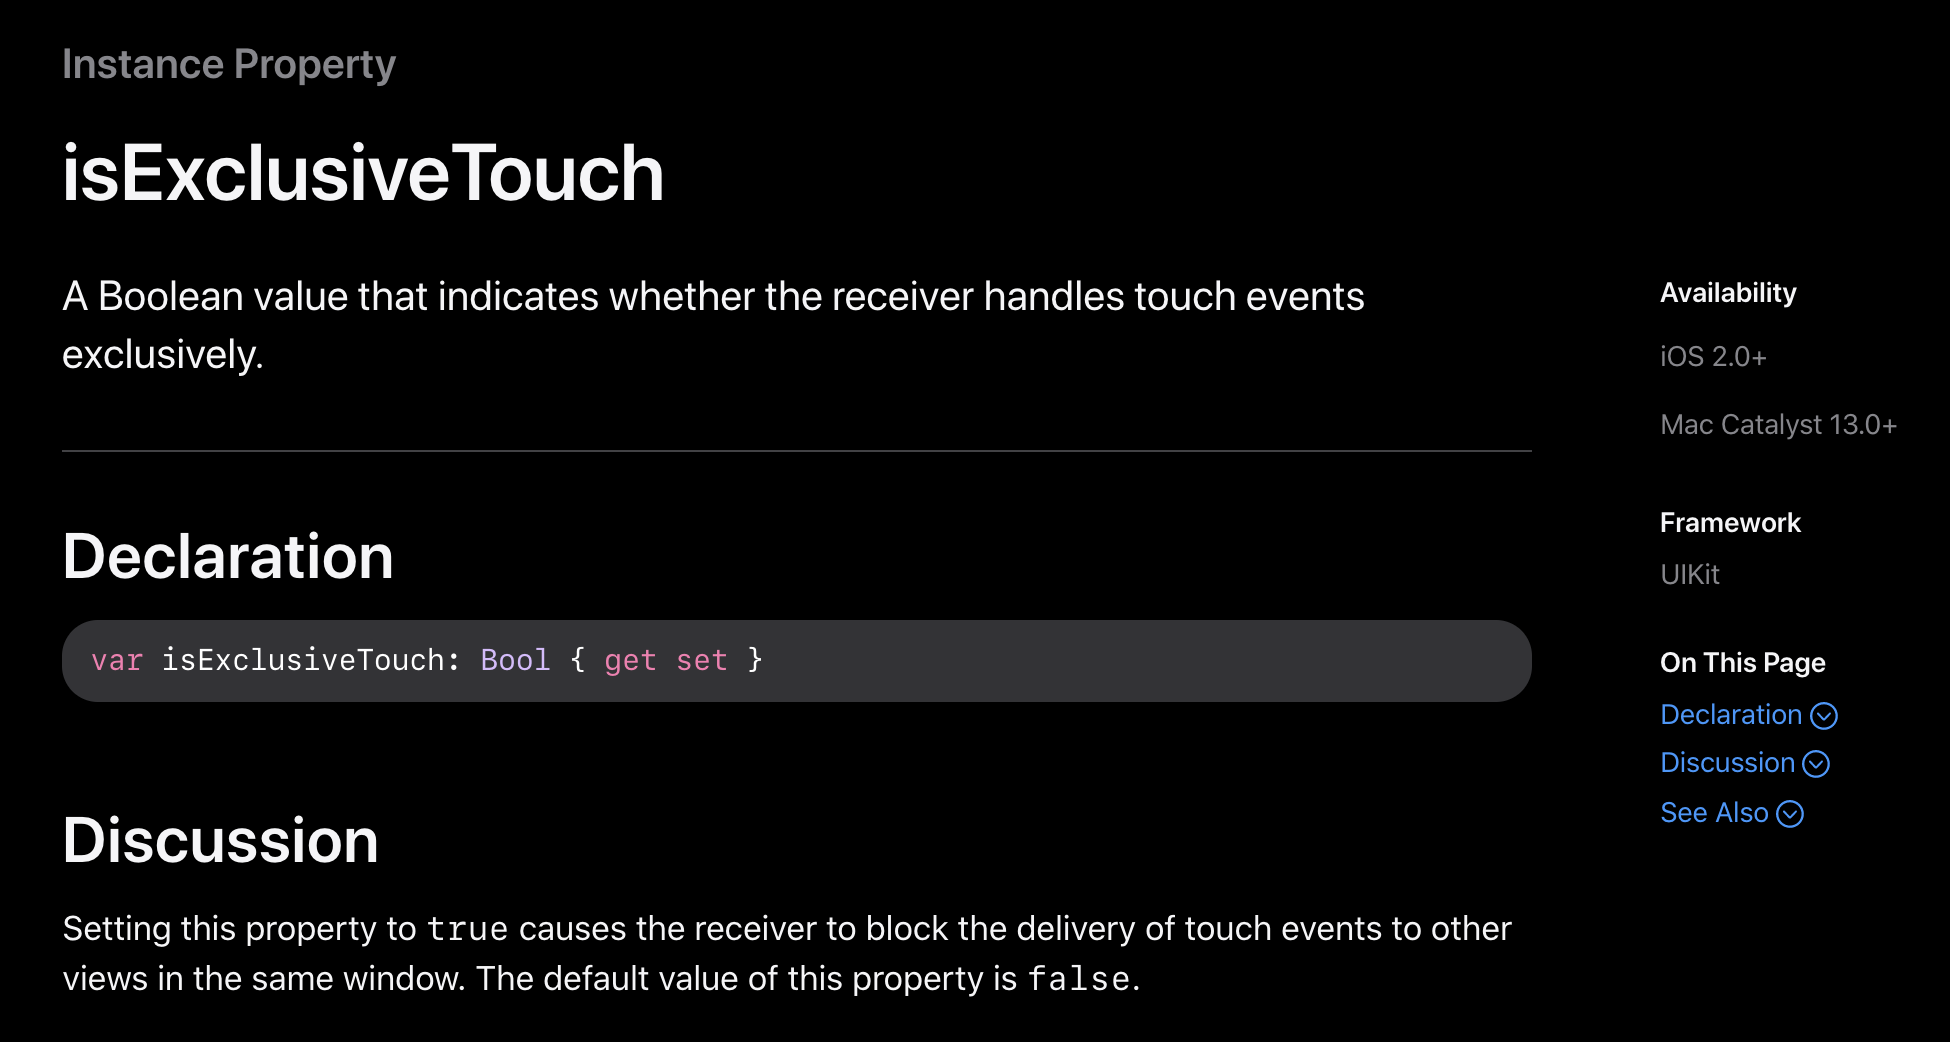 Instance Property
isExclusiveTouch
A Boolean value that indicates whether the receiver handles touch events
exclusively.
Declaration
var isExclusiveTouch: Bool { get set }
Discussion
Setting this property to true causes the receiver to block the delivery of touch events to other
views in the same window. The default value of this property is false.
Availability
iOS 2.0+
Mac Catalyst 13.0+
Framework
UIKit
On This Page
Declaration
Discussion
See Also